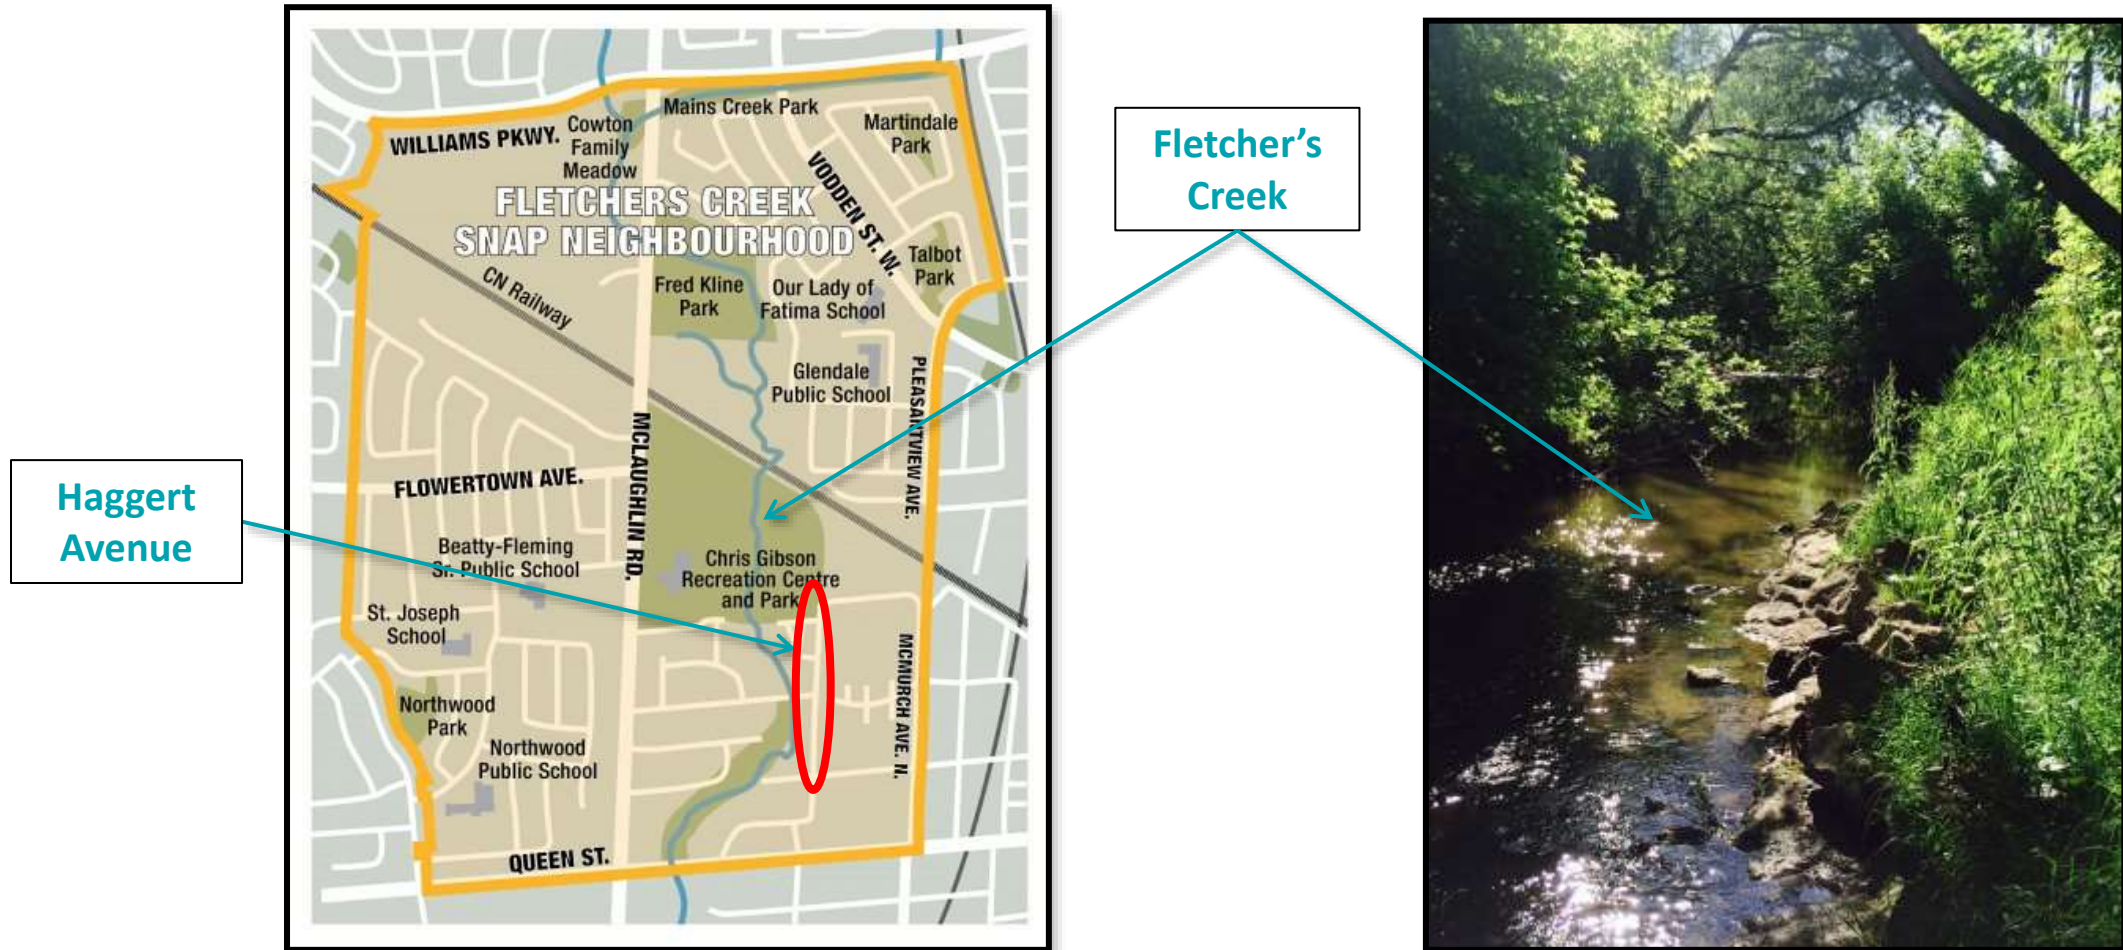 Mains Creek Park
Martindale
Park
WILLIAMS PKWY.
Cowton
Family
Meadow
VODDEN ST. W.
FLETCHERS CREEK
SNAP NEIGHBOURHOOD
Talbot
Park
CN Railway
Fred Kline
Park
Our Lady of
Fatima School
Glendale
Public School
PLEASANTVIEW AVE.
MCLAUGHLIN RD.
FLOWERTOWN AVE.
Beatty-Fleming
Sr. Public School
Chris Gibson
Recreation Centre
and Park
St. Joseph
School
MCMURCH AVE. N.
Northwood
Park
Northwood
Public School
QUEEN ST.
Haggert
Avenue
Fletcher’s
Creek